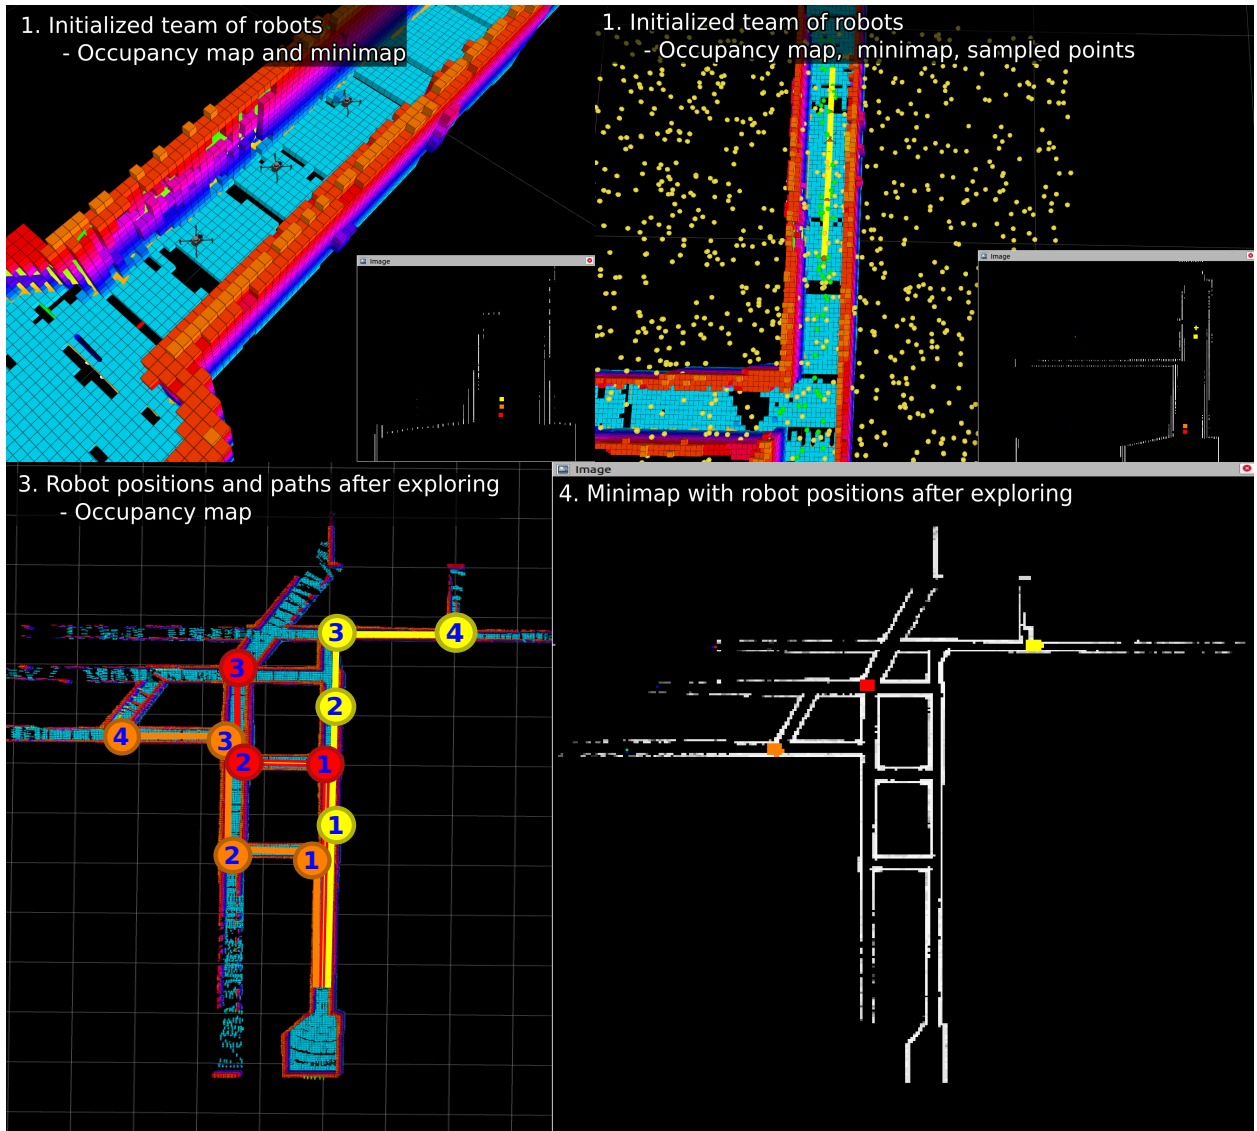 1. Initialized team of robots
- Occupancy map and minimap
Image
1. Initialized team of robots
- Occupancy map, minimap, sampled points
Image
3. Robot positions and paths after exploring
- Occupancy map
3
4
3
2
4
3
2
1
1
2
1
Image
4. Minimap with robot positions after exploring